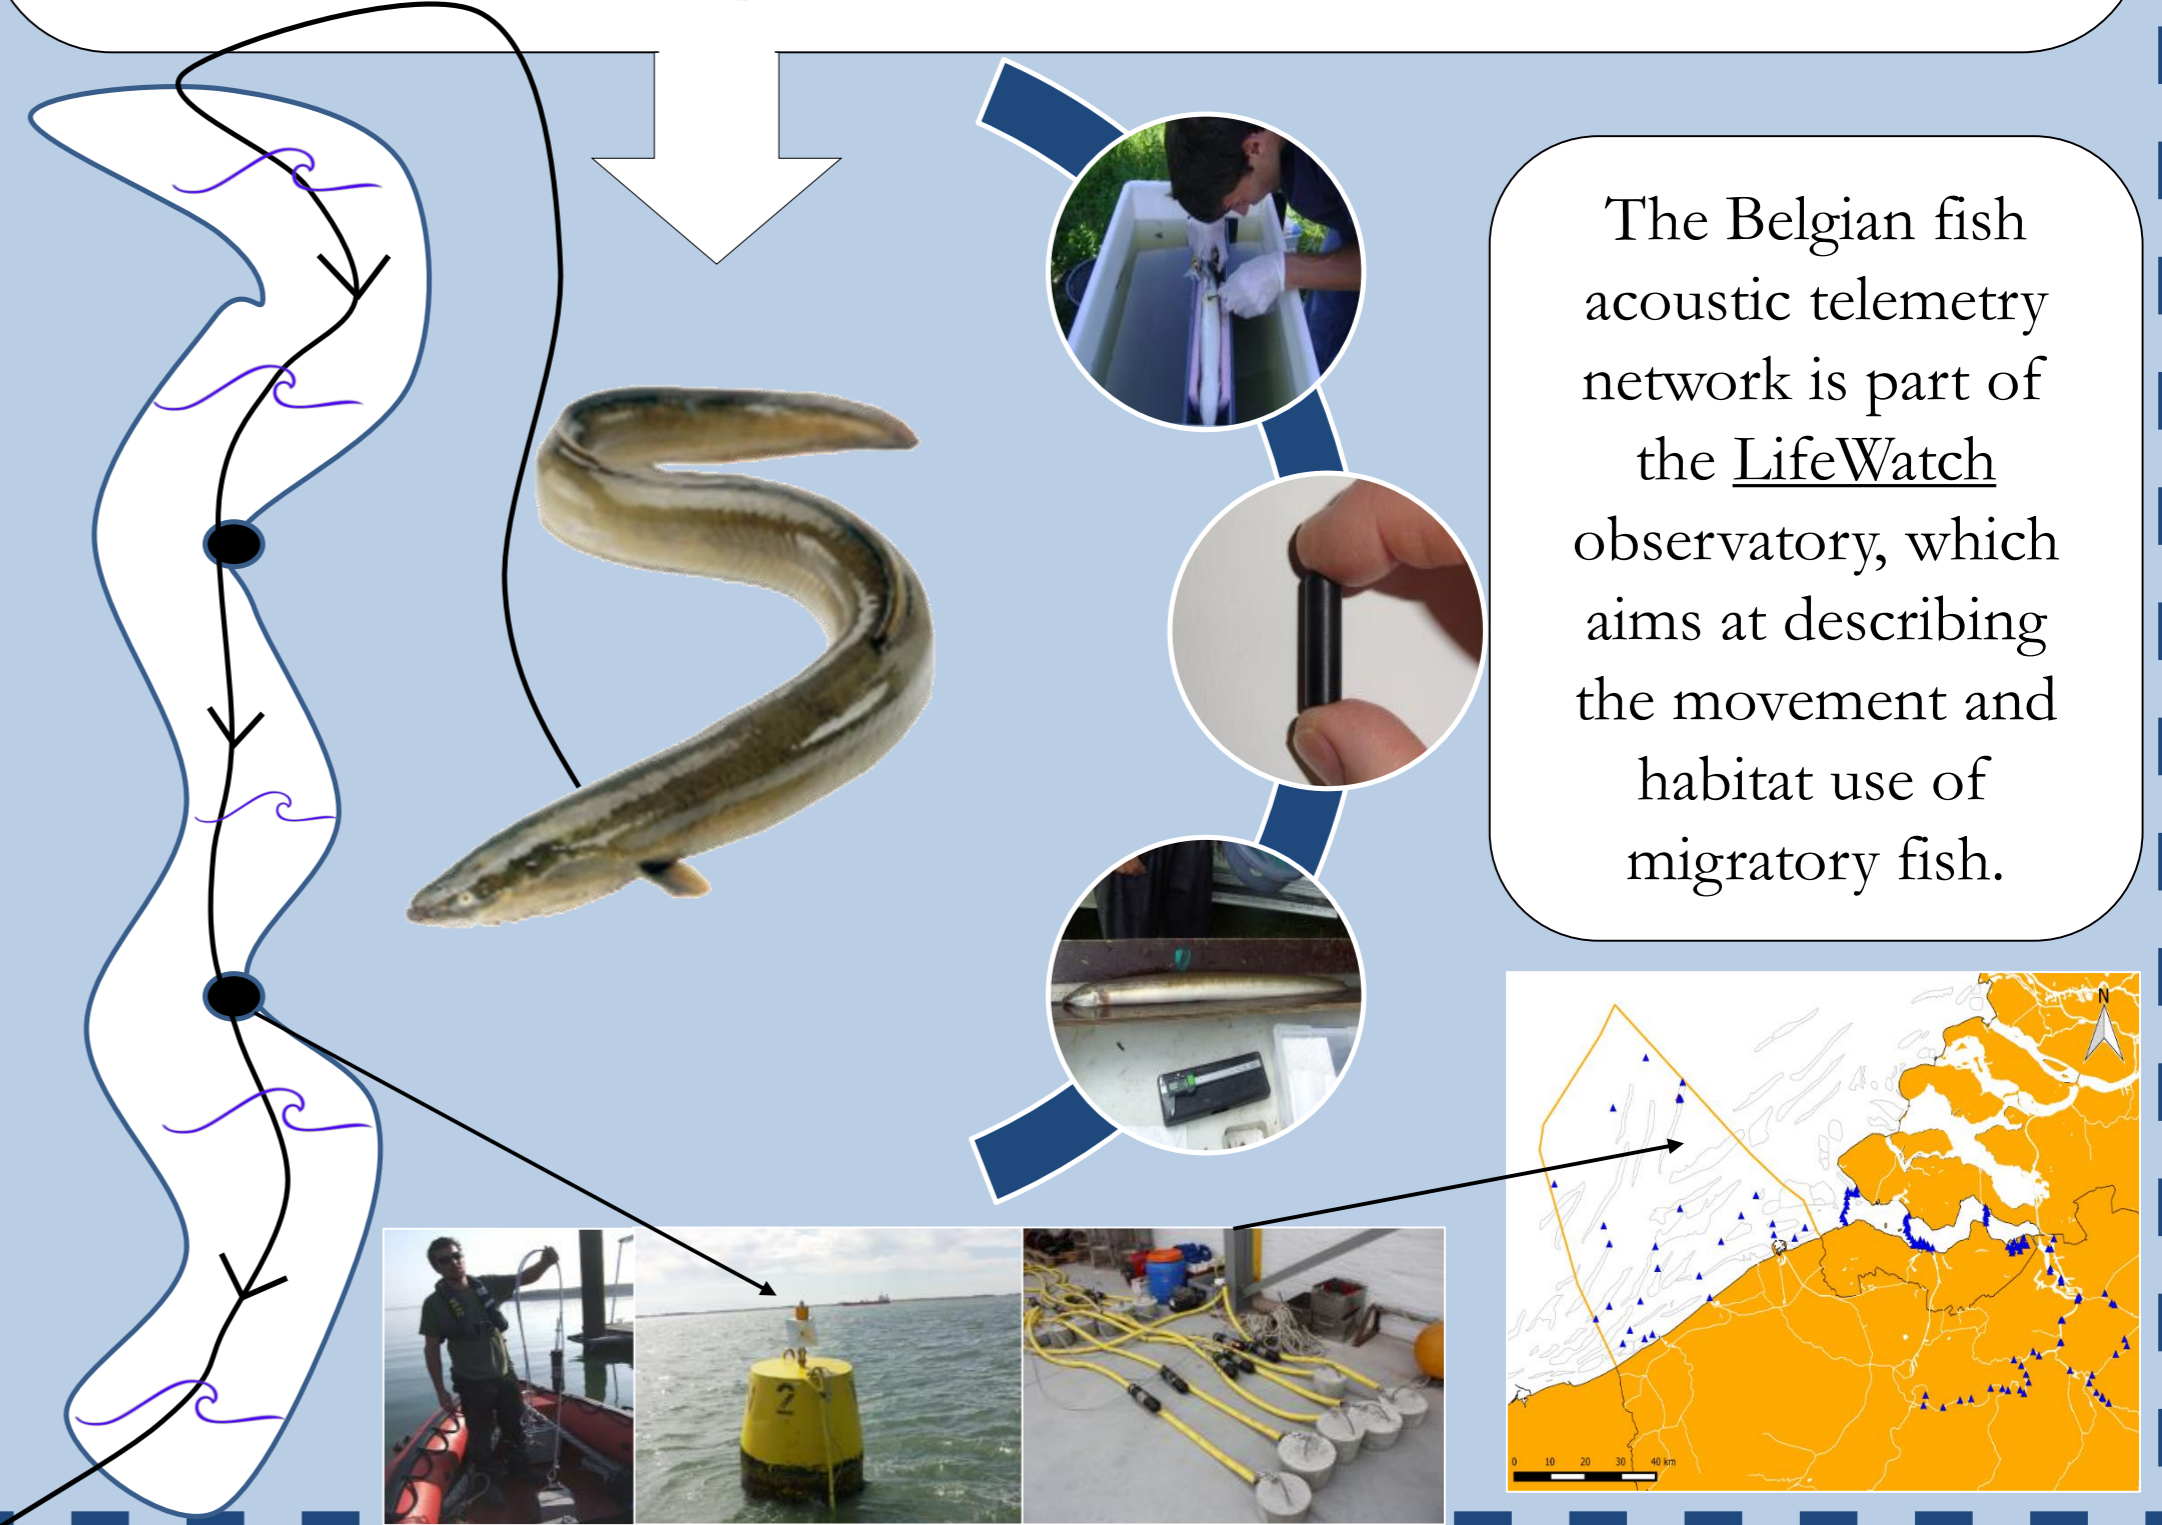 The Belgian fish
acoustic telemetry
network is part of
the LifeWatch
observatory, which
aims at describing
the movement and
habitat use of
migratory fish.
N
2
0 10 20 30 40 km